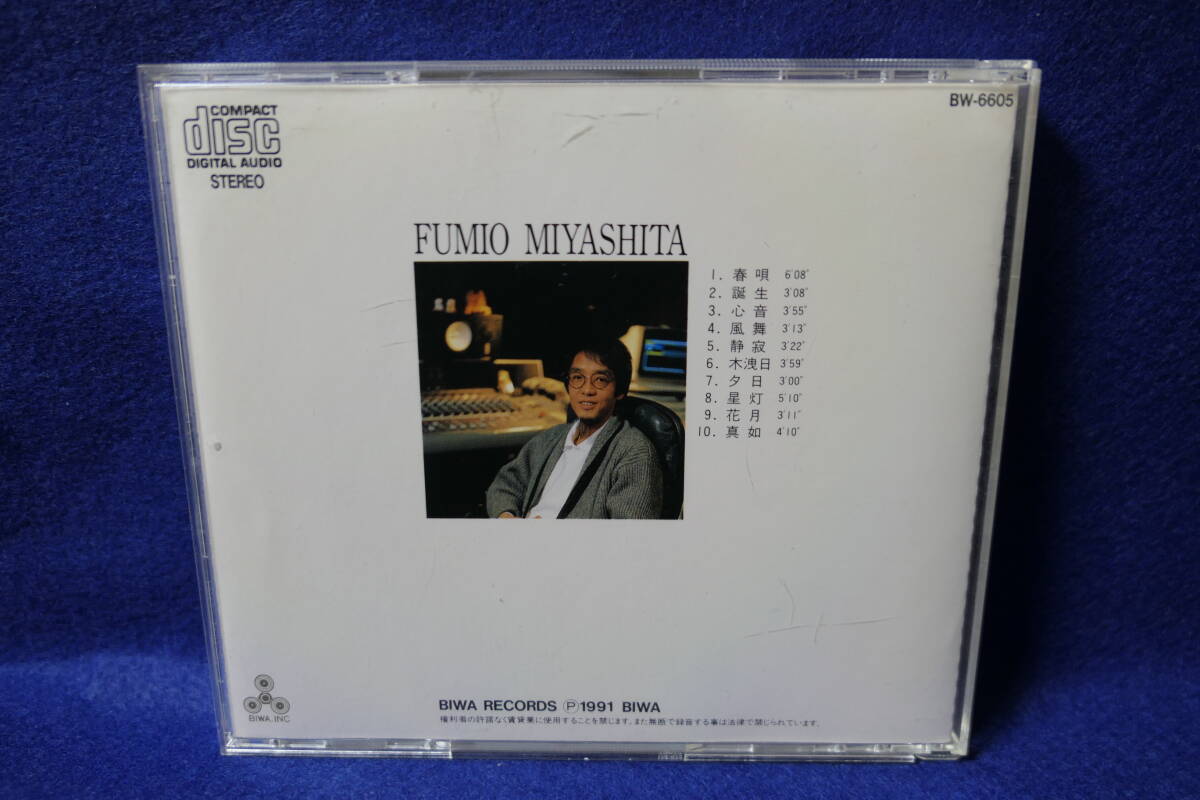 COMPACT
disc
DIGITAL AUDIO
STEREO
BW-6605
FUMIO MIYASHITA
1. 春唄 6'08"
2. 誕生 3'08"
3. 心音 3'55"
4. 風舞 3'13"
5. 静寂 3'22"
6. 木洩日 3'59"
7. 夕日 3'00"
8. 星灯 5'10"
9. 花月 3'11"
10. 真如 4'10"
BIWA. INC
BIWA RECORDS Ⓟ1991 BIWA
権利者の許諾なく賃貸業に使用することを禁じます。また無断で録音する事は法律で禁じられています。